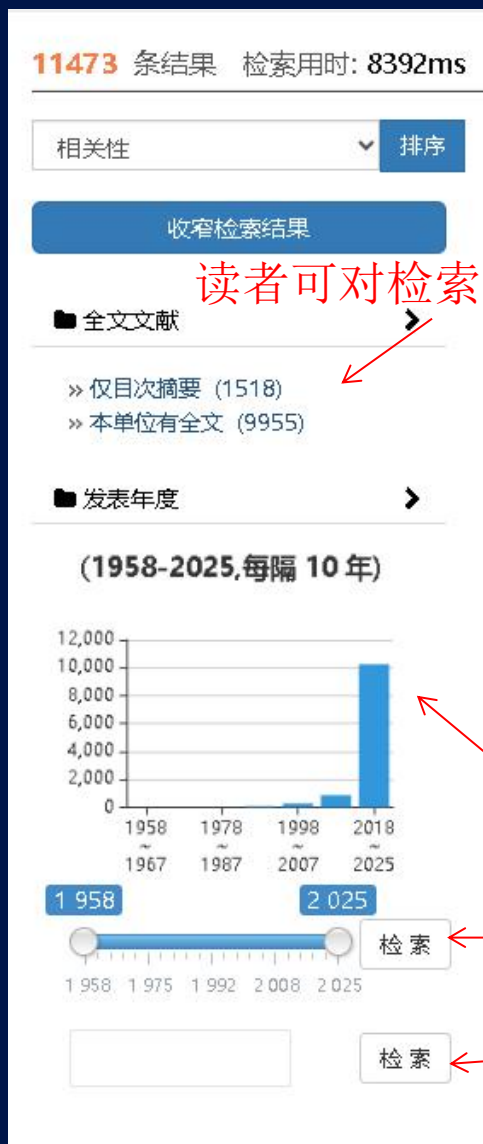 11473 条结果 检索用时: 8392ms
相关性 排序
收窄检索结果
读者可对检索
全文文献
» 仅目次摘要 (1518)
» 本单位有全文 (9955)
发表年度
(1958-2025,每隔 10 年)
12,000
10,000
8,000
6,000
4,000
2,000
0
1958 1978 1998 2018
~ ~ ~ ~
1967 1987 2007 2025
1 958 2 025
检 索
1 958 1 975 1 992 2 008 2 025
检 索